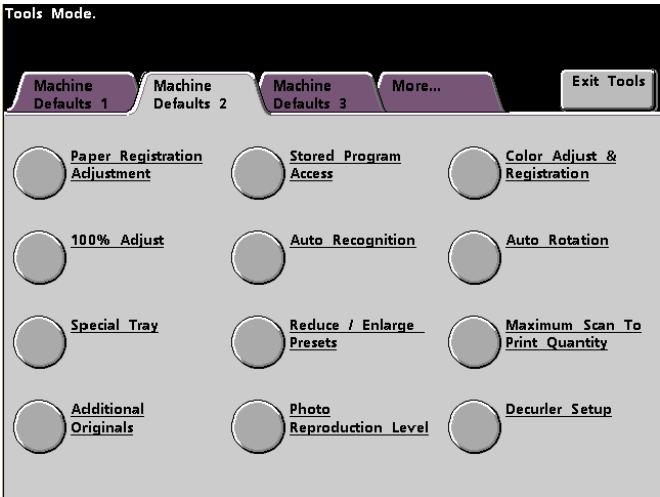 Tools Mode.
Machine
Defaults 1
Machine
Defaults 2
Machine
Defaults 3
More...
Exit Tools
Paper Registration
Adjustment
Stored Program
Access
Color Adjust &
Registration
100% Adjust
Auto Recognition
Auto Rotation
Special Tray
Reduce / Enlarge
Presets
Maximum Scan To
Print Quantity
Additional
Originals
Photo
Reproduction Level
Decurler Setup